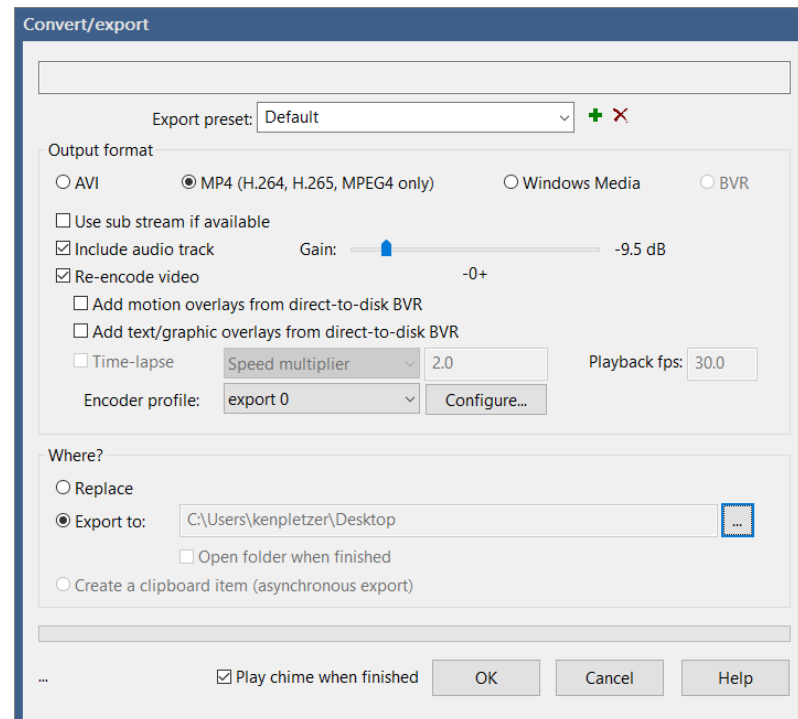 Convert/export
Export preset: Default
Output format
AVI MP4 (H.264, H.265, MPEG4 only) Windows Media BVR
Use sub stream if available
Include audio track Gain: -9.5 dB
Re-encode video -0+
Add motion overlays from direct-to-disk BVR
Add text/graphic overlays from direct-to-disk BVR
Time-lapse Speed multiplier 2.0 Playback fps: 30.0
Encoder profile: export 0 Configure...
Where?
Replace
Export to: C:\Users\kenpletzer\Desktop ...
Open folder when finished
Create a clipboard item (asynchronous export)
... Play chime when finished OK Cancel Help